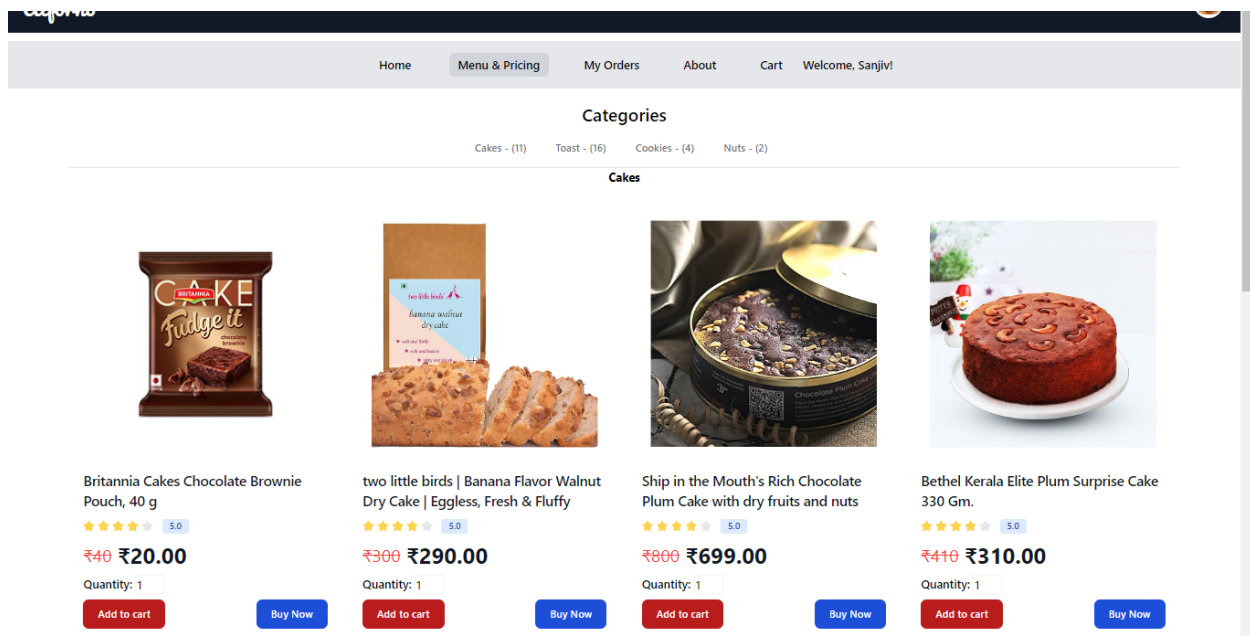 Home Menu & Pricing My Orders About Cart Welcome, Sanjiv!
Categories
Cakes - (11) Toast - (16) Cookies - (4) Nuts - (2)
Cakes
CAKE
BRITANNIA
Fudge it
chocolate
brownie
two little birds
banana walnut
dry cake
Chocolate Plum Cake
Britannia Cakes Chocolate Brownie
Pouch, 40 g
5.0
₹40 ₹20.00
Quantity: 1
Add to cart Buy Now
two little birds | Banana Flavor Walnut
Dry Cake | Eggless, Fresh & Fluffy
5.0
₹300 ₹290.00
Quantity: 1
Add to cart Buy Now
Ship in the Mouth's Rich Chocolate
Plum Cake with dry fruits and nuts
5.0
₹800 ₹699.00
Quantity: 1
Add to cart Buy Now
Bethel Kerala Elite Plum Surprise Cake
330 Gm.
5.0
₹410 ₹310.00
Quantity: 1
Add to cart Buy Now